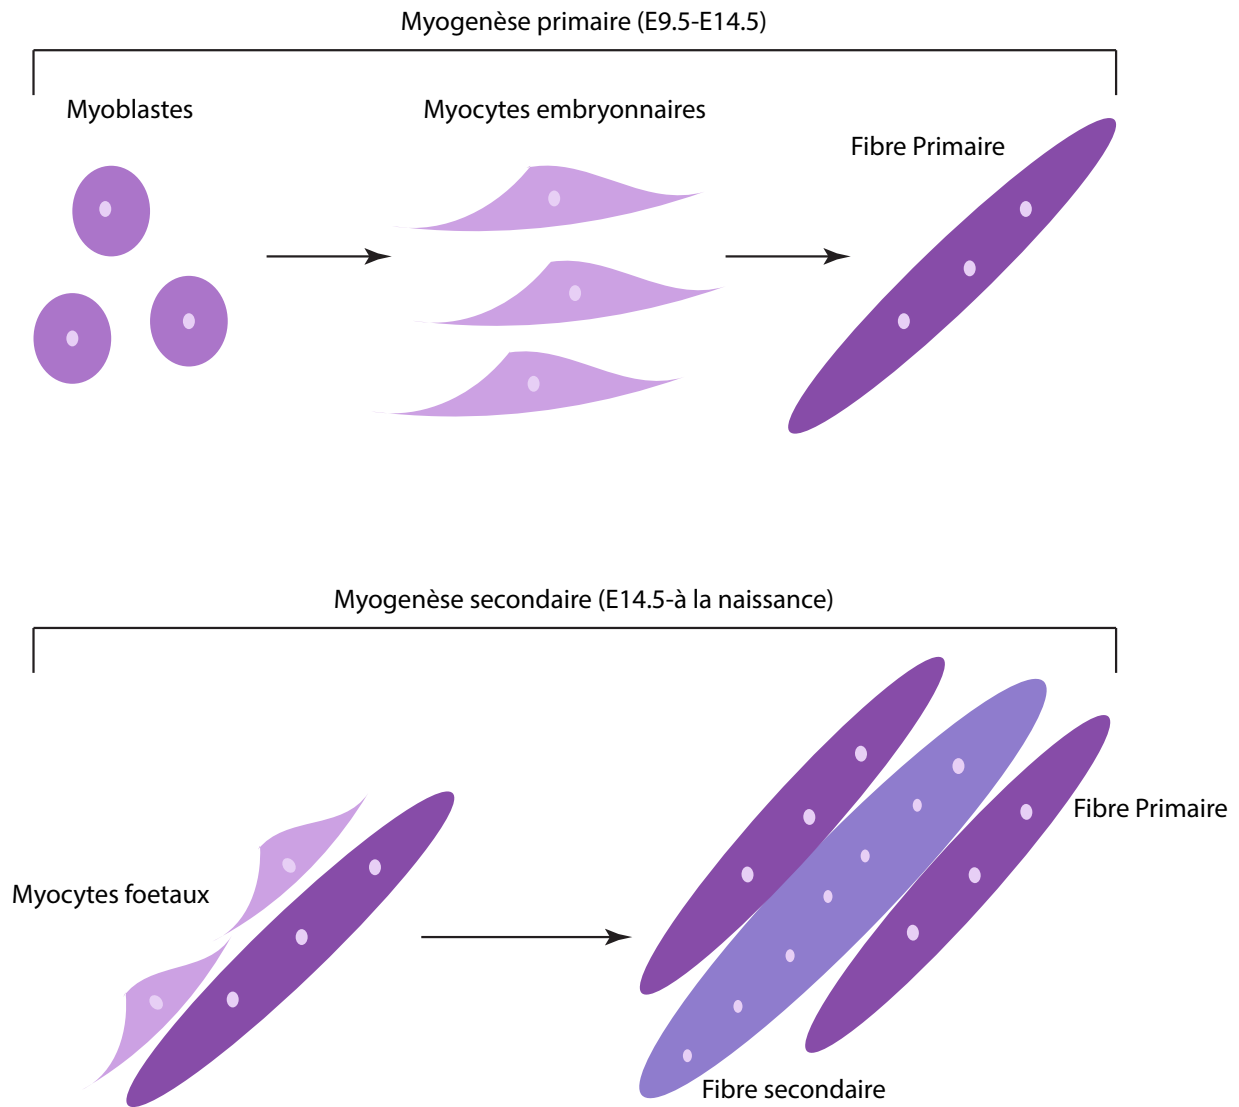 Myogenèse primaire (E9.5-E14.5)
Myoblastes
Myocytes embryonnaires
Fibre Primaire
Myogenèse secondaire (E14.5-à la naissance)
Myocytes foetaux
Fibre Primaire
Fibre secondaire